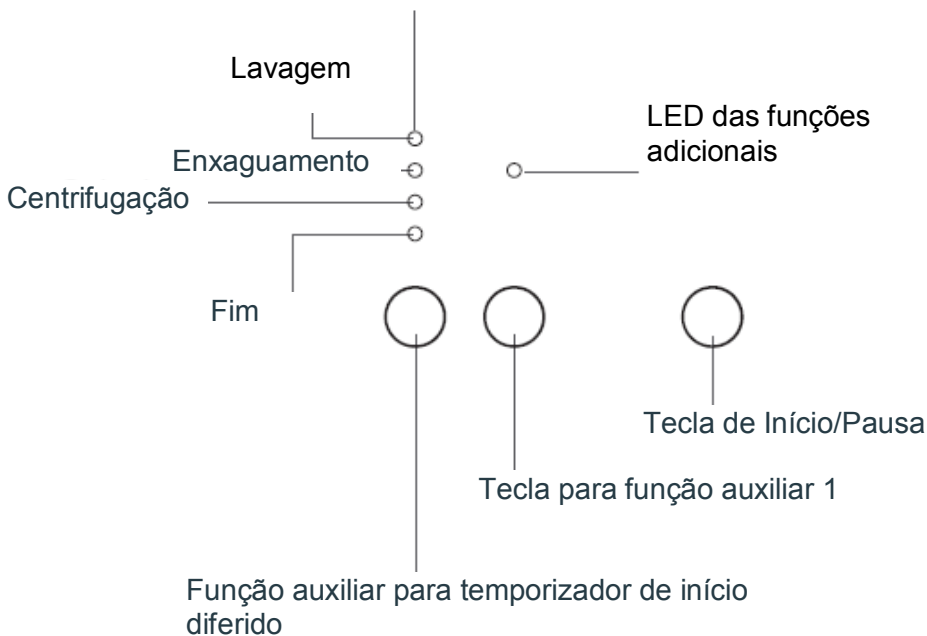 Lavagem
LED das funções
adicionais
Enxaguamento
Centrifugação
Fim
Tecla de Início/Pausa
Tecla para função auxiliar 1
Função auxiliar para temporizador de início
diferido